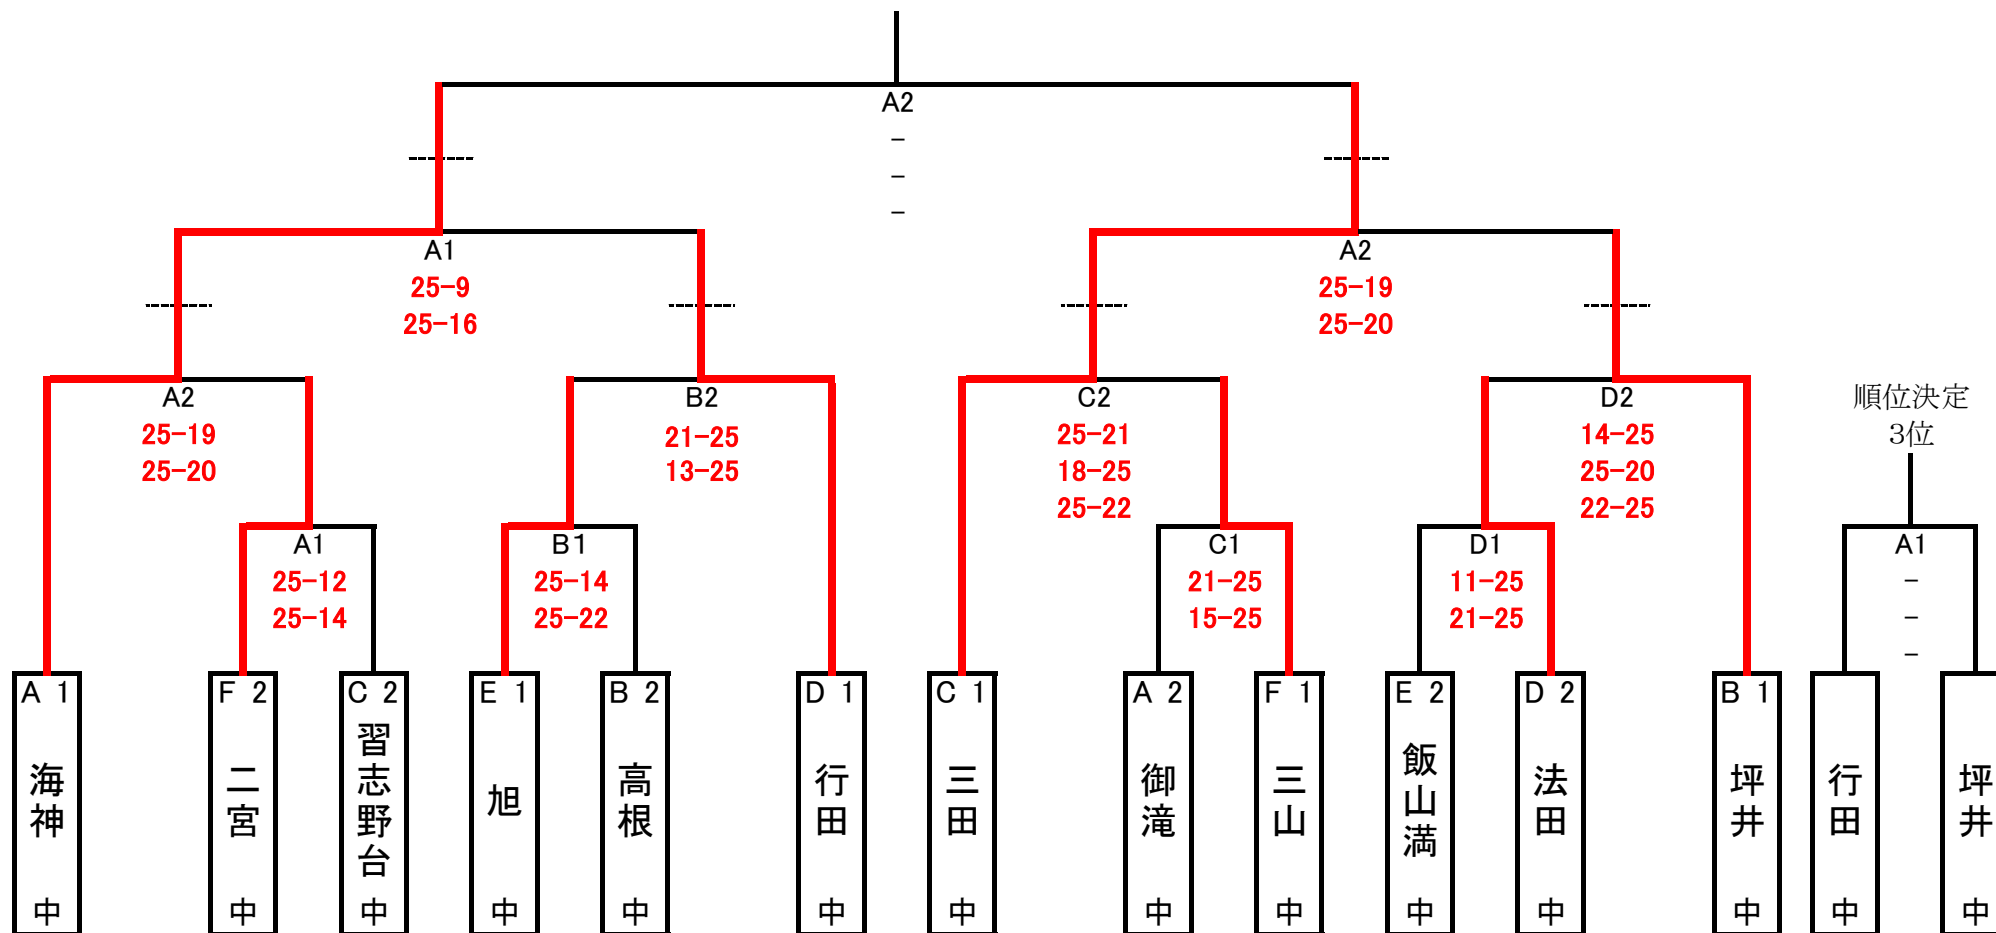 A2
－
－
－
A1
25-9
25-16
A2
25-19
25-20
A2
25-19
25-20
B2
21-25
13-25
C2
25-21
18-25
25-22
D2
14-25
25-20
22-25
順位決定
3位
A1
25-12
25-14
B1
25-14
25-22
C1
21-25
15-25
D1
11-25
21-25
A1
－
－
－
A 1
海神
中
F 2
二宮
中
C 2
習志野台
中
E 1
旭
中
B 2
高根
中
D 1
行田
中
C 1
三田
中
A 2
御滝
中
F 1
三山
中
E 2
飯山満
中
D 2
法田
中
B 1
坪井
中
行田
中
坪井
中